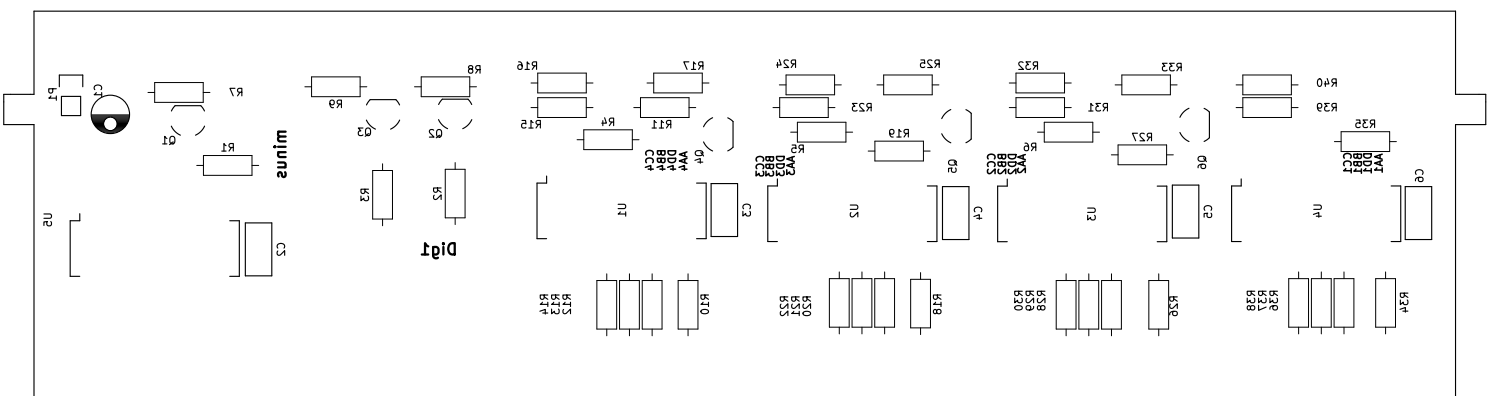 R16
R17
R24
R25
R32
R33
R8
R40
P1
C1
R7
R9
R23
R31
R39
Q1
Q3
Q2
R15
R4
R11
R19
R27
R35
minus
R1
R5
R6
Q4
Q5
Q6
CC4
BB4
DD4
AA4
CC3
BB3
DD3
AA3
CC2
BB2
DD2
AA2
CC1
BB1
DD1
AA1
R3
R2
C6
U5
U1
C3
U2
C4
U3
C5
U4
C2
Dig1
R14
R13
R12
R10
R22
R21
R20
R18
R30
R29
R28
R26
R38
R37
R36
R34